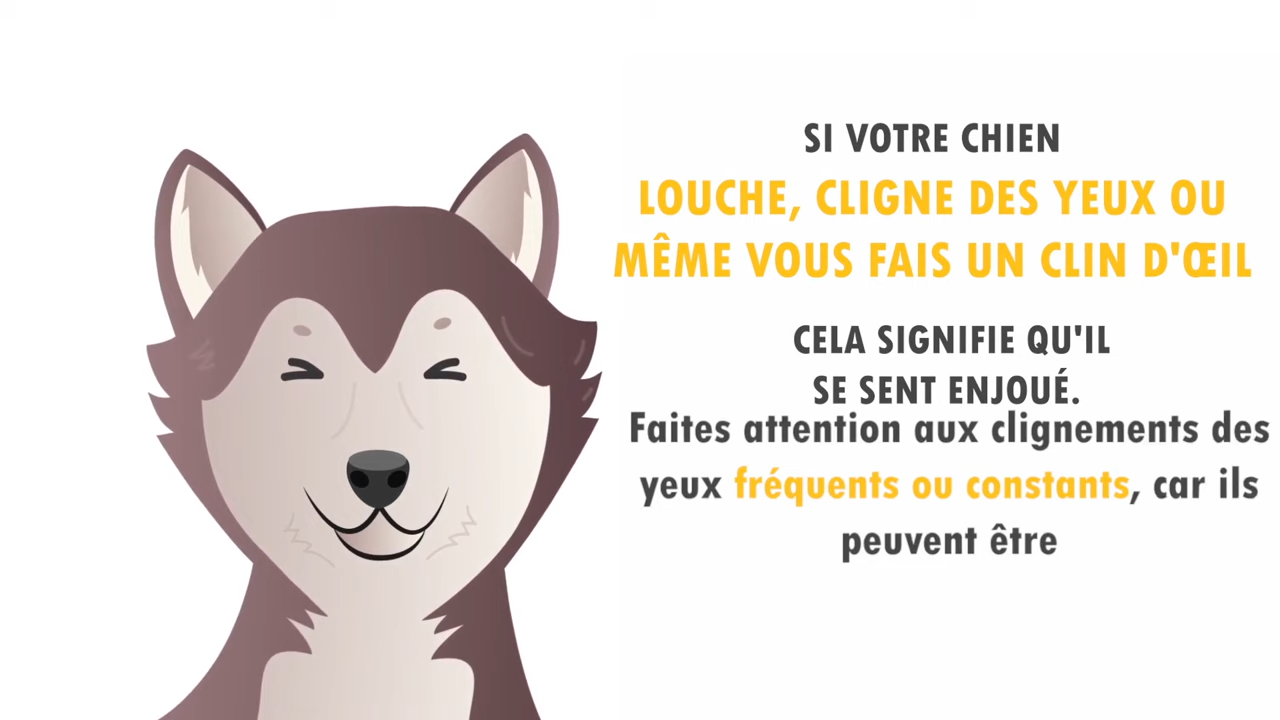 SI VOTRE CHIEN
LOUCHE, CLIGNE DES YEUX OU
MÊME VOUS FAIS UN CLIN D'ŒIL
CELA SIGNIFIE QU'IL
SE SENT ENJOUÉ.
Faites attention aux clignements des
yeux fréquents ou constants, car ils
peuvent être